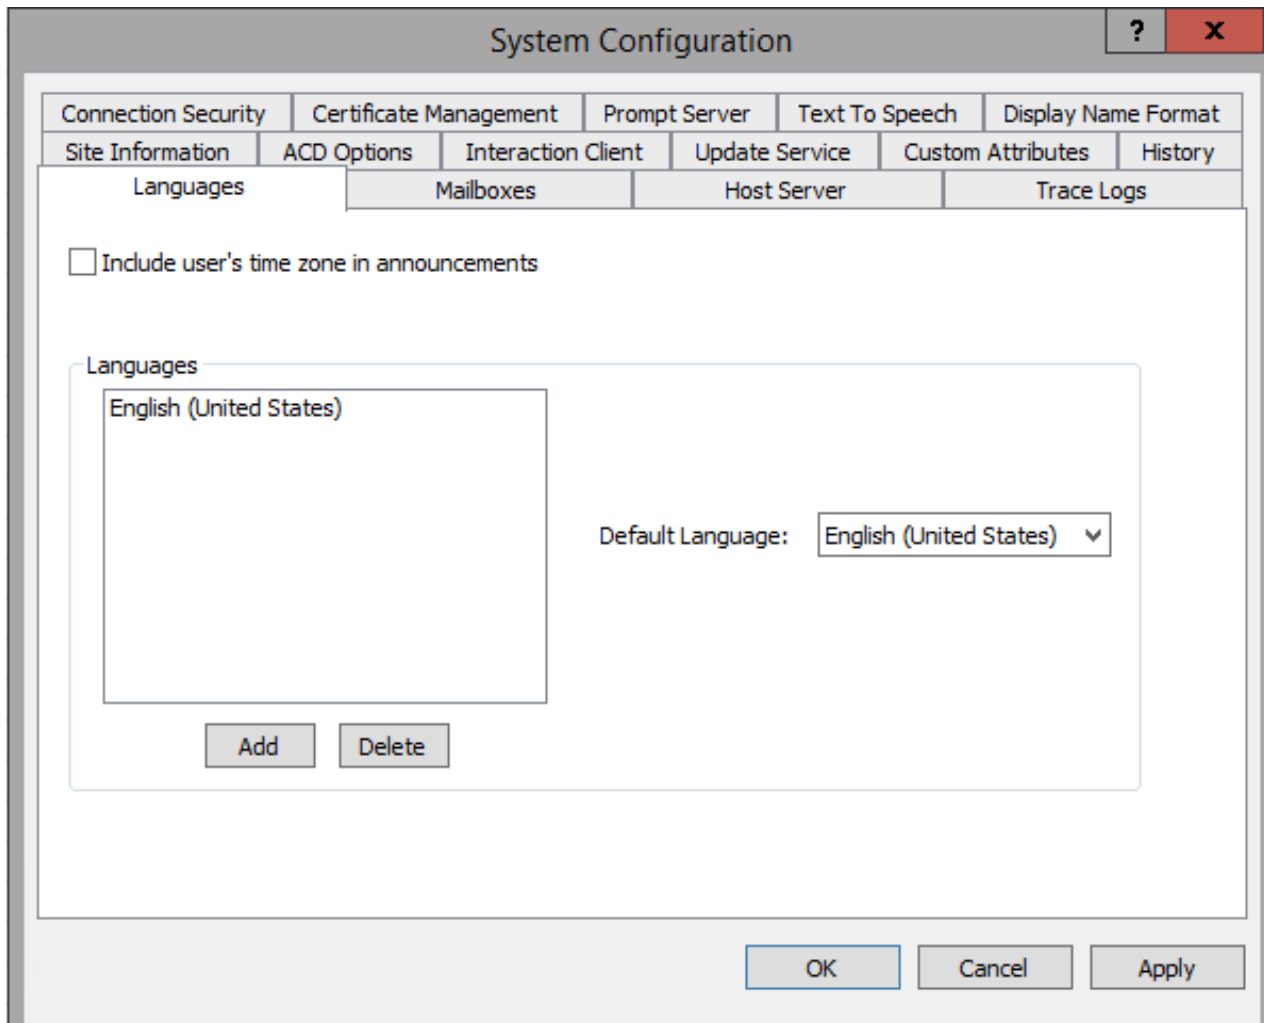 System Configuration
? x
Connection Security Certificate Management Prompt Server Text To Speech Display Name Format
Site Information ACD Options Interaction Client Update Service Custom Attributes History
Languages Mailboxes Host Server Trace Logs
Include user's time zone in announcements
Languages
English (United States)
Default Language: English (United States)
Add Delete
OK Cancel Apply